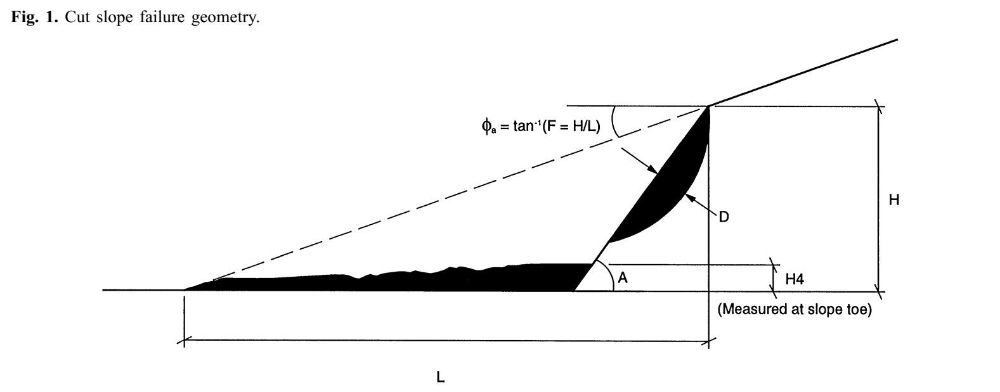 Fig. 1. Cut slope failure geometry.
ϕa = tan-1(F = H/L)
H
D
A
H4
(Measured at slope toe)
L